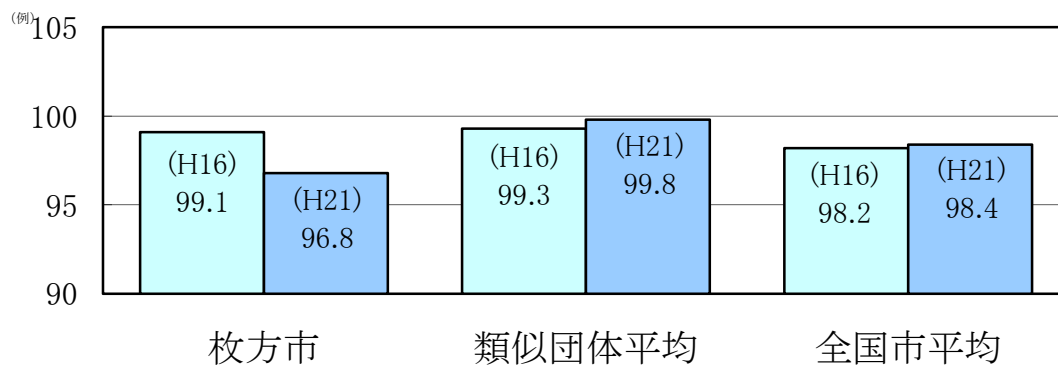 (例)
105
100
95
90
(H16)
99.1
(H21)
96.8
(H16)
99.3
(H21)
99.8
(H16)
98.2
(H21)
98.4
枚方市
類似団体平均
全国市平均